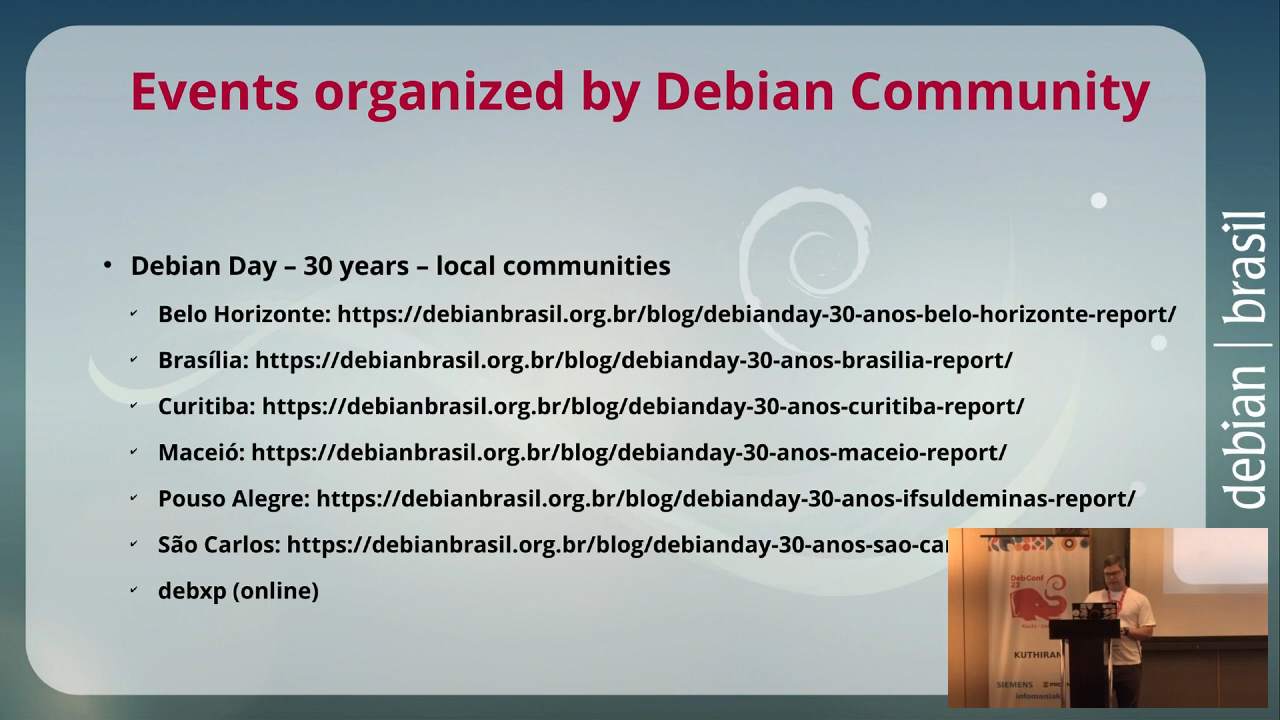 Events organized by Debian Community
• Debian Day – 30 years – local communities
✓ Belo Horizonte: https://debianbrasil.org.br/blog/debianday-30-anos-belo-horizonte-report/
✓ Brasília: https://debianbrasil.org.br/blog/debianday-30-anos-brasilia-report/
✓ Curitiba: https://debianbrasil.org.br/blog/debianday-30-anos-curitiba-report/
✓ Maceió: https://debianbrasil.org.br/blog/debianday-30-anos-maceio-report/
✓ Pouso Alegre: https://debianbrasil.org.br/blog/debianday-30-anos-ifsuldeminas-report/
✓ São Carlos: https://debianbrasil.org.br/blog/debianday-30-anos-sao-car
✓ debxp (online)
debian | brasil
DebConf
23
KUTHIRAN
SIEMENS
infomaniak